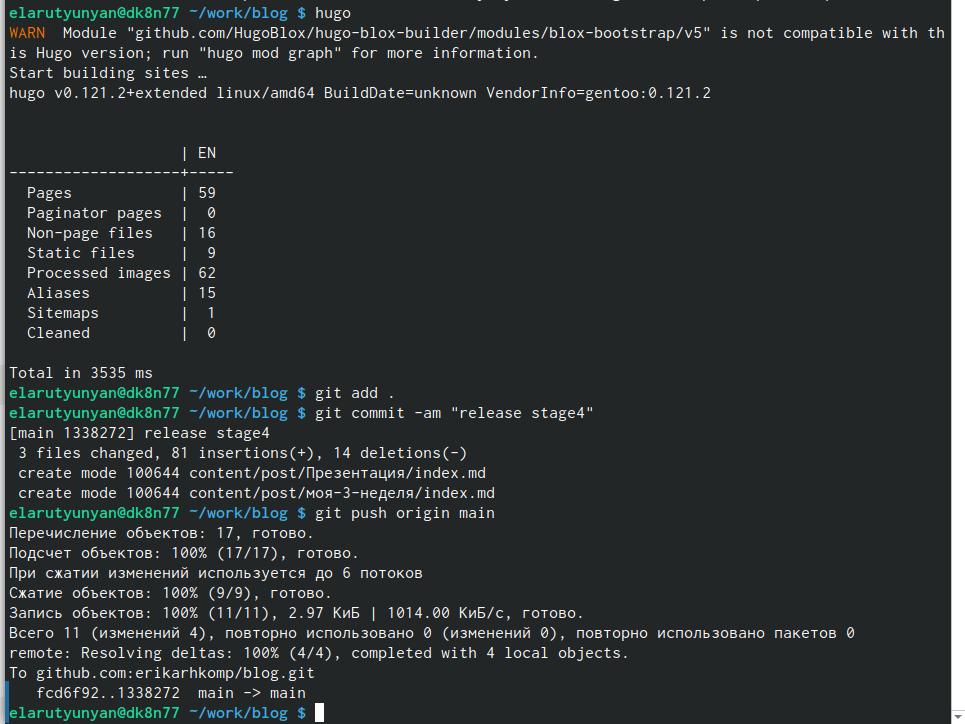 elarutyunyan@dk8n77 ~/work/blog $ hugo
WARN  Module "github.com/HugoBlox/hugo-blox-builder/modules/blox-bootstrap/v5" is not compatible with th
is Hugo version; run "hugo mod graph" for more information.
Start building sites …
hugo v0.121.2+extended linux/amd64 BuildDate=unknown VendorInfo=gentoo:0.121.2
                   | EN
-------------------+-----
  Pages            | 59
  Paginator pages  |  0
  Non-page files   | 16
  Static files     |  9
  Processed images | 62
  Aliases          | 15
  Sitemaps         |  1
  Cleaned          |  0
Total in 3535 ms
elarutyunyan@dk8n77 ~/work/blog $ git add .
elarutyunyan@dk8n77 ~/work/blog $ git commit -am "release stage4"
[main 1338272] release stage4
 3 files changed, 81 insertions(+), 14 deletions(-)
 create mode 100644 content/post/Презентация/index.md
 create mode 100644 content/post/моя-3-неделя/index.md
elarutyunyan@dk8n77 ~/work/blog $ git push origin main
Перечисление объектов: 17, готово.
Подсчет объектов: 100% (17/17), готово.
При сжатии изменений используется до 6 потоков
Сжатие объектов: 100% (9/9), готово.
Запись объектов: 100% (11/11), 2.97 КиБ | 1014.00 КиБ/с, готово.
Всего 11 (изменений 4), повторно использовано 0 (изменений 0), повторно использовано пакетов 0
remote: Resolving deltas: 100% (4/4), completed with 4 local objects.
To github.com:erikarhkomp/blog.git
   fcd6f92..1338272  main -> main
elarutyunyan@dk8n77 ~/work/blog $